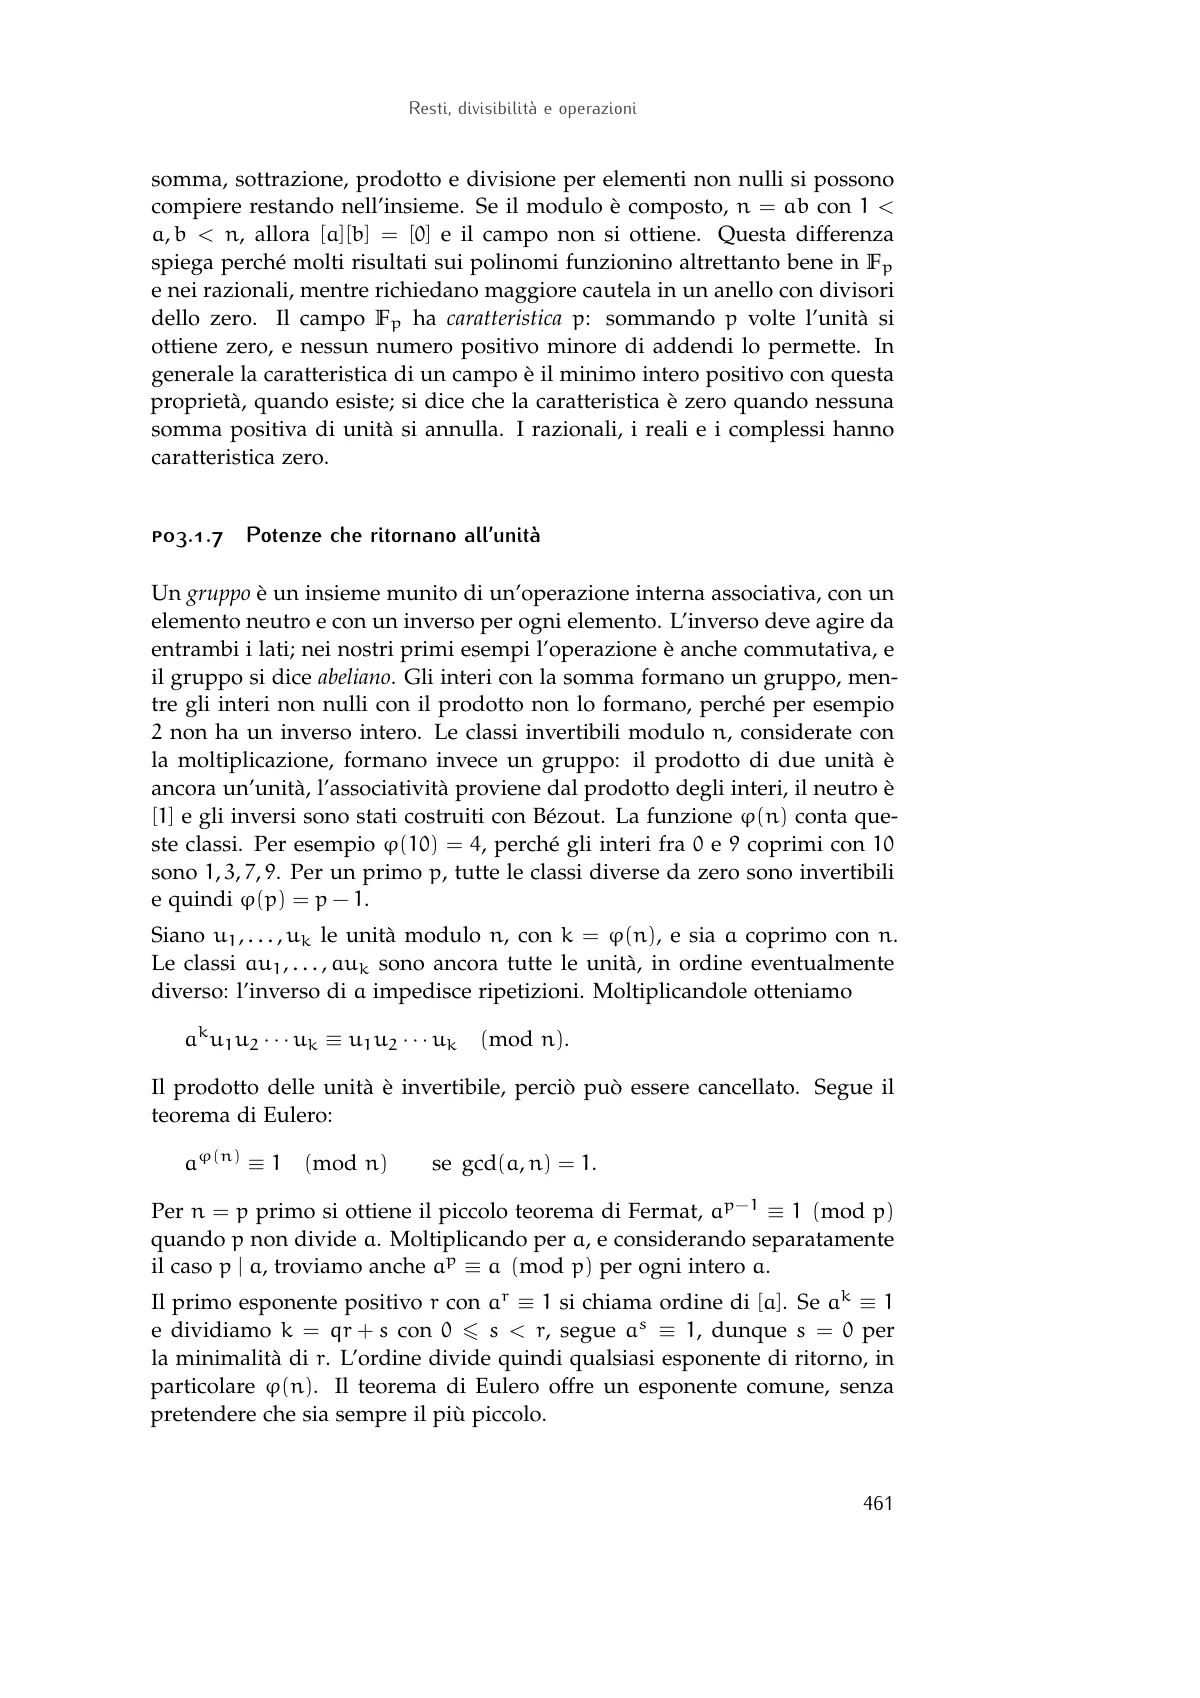 Resti, divisibilità e operazioni
somma, sottrazione, prodotto e divisione per elementi non nulli si possono
compiere restando nell'insieme. Se il modulo è composto, n = ab con 1 <
a, b < n, allora [a][b] = [0] e il campo non si ottiene. Questa differenza
spiega perché molti risultati sui polinomi funzionino altrettanto bene in 𝔽ₚ
e nei razionali, mentre richiedano maggiore cautela in un anello con divisori
dello zero. Il campo 𝔽ₚ ha caratteristica p: sommando p volte l'unità si
ottiene zero, e nessun numero positivo minore di addendi lo permette. In
generale la caratteristica di un campo è il minimo intero positivo con questa
proprietà, quando esiste; si dice che la caratteristica è zero quando nessuna
somma positiva di unità si annulla. I razionali, i reali e i complessi hanno
caratteristica zero.
P03.1.7 Potenze che ritornano all'unità
Un gruppo è un insieme munito di un'operazione interna associativa, con un
elemento neutro e con un inverso per ogni elemento. L'inverso deve agire da
entrambi i lati; nei nostri primi esempi l'operazione è anche commutativa, e
il gruppo si dice abeliano. Gli interi con la somma formano un gruppo, men-
tre gli interi non nulli con il prodotto non lo formano, perché per esempio
2 non ha un inverso intero. Le classi invertibili modulo n, considerate con
la moltiplicazione, formano invece un gruppo: il prodotto di due unità è
ancora un'unità, l'associatività proviene dal prodotto degli interi, il neutro è
[1] e gli inversi sono stati costruiti con Bézout. La funzione φ(n) conta que-
ste classi. Per esempio φ(10) = 4, perché gli interi fra 0 e 9 coprimi con 10
sono 1, 3, 7, 9. Per un primo p, tutte le classi diverse da zero sono invertibili
e quindi φ(p) = p − 1.
Siano u₁, . . . , uₖ le unità modulo n, con k = φ(n), e sia a coprimo con n.
Le classi au₁, . . . , auₖ sono ancora tutte le unità, in ordine eventualmente
diverso: l'inverso di a impedisce ripetizioni. Moltiplicandole otteniamo
aᵏu₁u₂ ⋯ uₖ ≡ u₁u₂ ⋯ uₖ (mod n).
Il prodotto delle unità è invertibile, perciò può essere cancellato. Segue il
teorema di Eulero:
a^φ(n) ≡ 1 (mod n) se gcd(a, n) = 1.
Per n = p primo si ottiene il piccolo teorema di Fermat, aᵖ⁻¹ ≡ 1 (mod p)
quando p non divide a. Moltiplicando per a, e considerando separatamente
il caso p | a, troviamo anche aᵖ ≡ a (mod p) per ogni intero a.
Il primo esponente positivo r con aʳ ≡ 1 si chiama ordine di [a]. Se aᵏ ≡ 1
e dividiamo k = qr + s con 0 ⩽ s < r, segue aˢ ≡ 1, dunque s = 0 per
la minimalità di r. L'ordine divide quindi qualsiasi esponente di ritorno, in
particolare φ(n). Il teorema di Eulero offre un esponente comune, senza
pretendere che sia sempre il più piccolo.
461